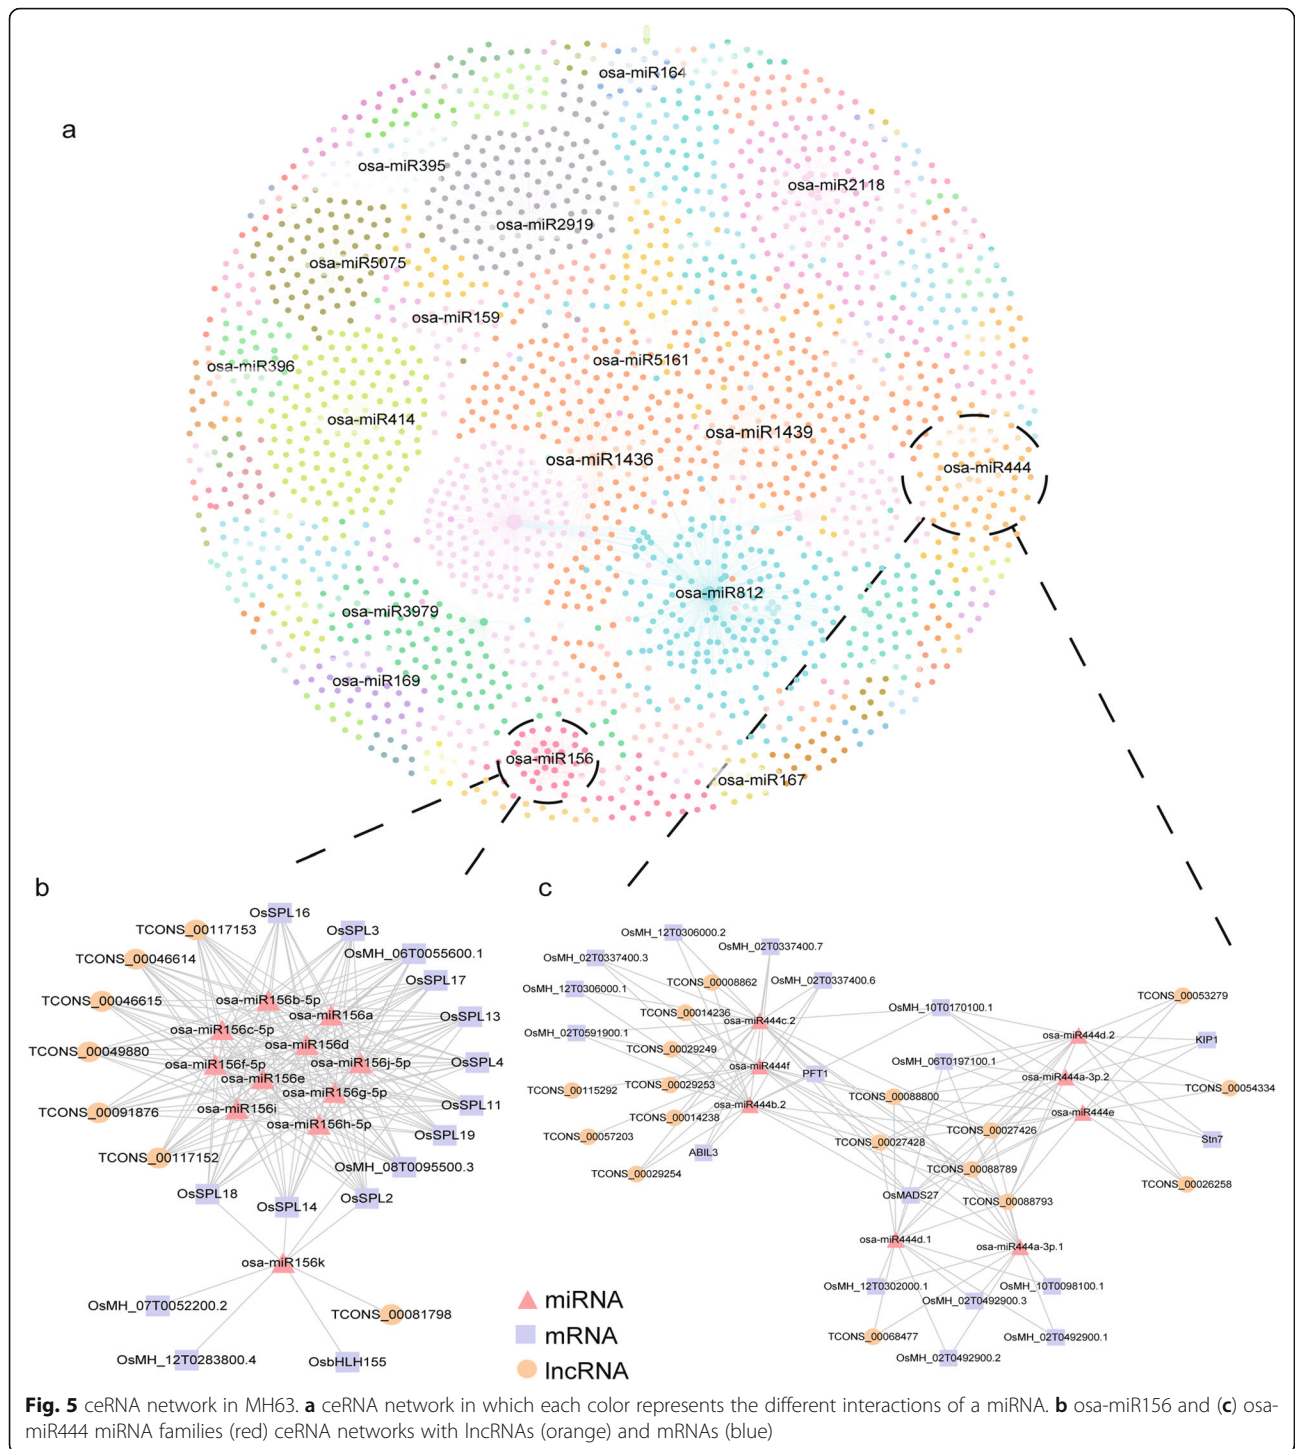 a
osa-miR164
osa-miR395
osa-miR2118
osa-miR2919
osa-miR5075
osa-miR159
osa-miR5161
osa-miR396
osa-miR414
osa-miR1439
osa-miR1436
osa-miR444
osa-miR812
osa-miR3979
osa-miR169
osa-miR156
osa-miR167
b
OsSPL16
TCONS_00117153
OsSPL3
TCONS_00046614
OsMH_06T0055600.1
OsSPL17
TCONS_00046615
osa-miR156b-5p
osa-miR156a
OsSPL13
osa-miR156c-5p
osa-miR156d
TCONS_00049880
osa-miR156f-5p
osa-miR156j-5p
OsSPL4
osa-miR156e
osa-miR156g-5p
TCONS_00091876
osa-miR156i
OsSPL11
osa-miR156h-5p
OsSPL19
TCONS_00117152
OsMH_08T0095500.3
OsSPL18
OsSPL14
OsSPL2
osa-miR156k
OsMH_07T0052200.2
TCONS_00081798
OsMH_12T0283800.4
OsbHLH155
c
OsMH_12T0306000.2
OsMH_02T0337400.7
OsMH_02T0337400.3
TCONS_00008862
OsMH_02T0337400.6
OsMH_12T0306000.1
TCONS_00014236
osa-miR444c.2
OsMH_02T0591900.1
TCONS_00029249
osa-miR444f
PFT1
TCONS_00115292
TCONS_00029253
osa-miR444b.2
TCONS_00014238
TCONS_00057203
ABIL3
TCONS_00029254
OsMH_10T0170100.1
TCONS_00053279
osa-miR444d.2
KIP1
OsMH_06T0197100.1
osa-miR444a-3p.2
TCONS_00054334
TCONS_00088800
osa-miR444e
TCONS_00027426
TCONS_00027428
Stn7
TCONS_00088789
TCONS_00026258
OsMADS27
TCONS_00088793
osa-miR444d.1
osa-miR444a-3p.1
OsMH_12T0302000.1
OsMH_10T0098100.1
OsMH_02T0492900.3
TCONS_00068477
OsMH_02T0492900.1
OsMH_02T0492900.2
miRNA
mRNA
lncRNA
Fig. 5 ceRNA network in MH63. a ceRNA network in which each color represents the different interactions of a miRNA. b osa-miR156 and (c) osa-
miR444 miRNA families (red) ceRNA networks with lncRNAs (orange) and mRNAs (blue)